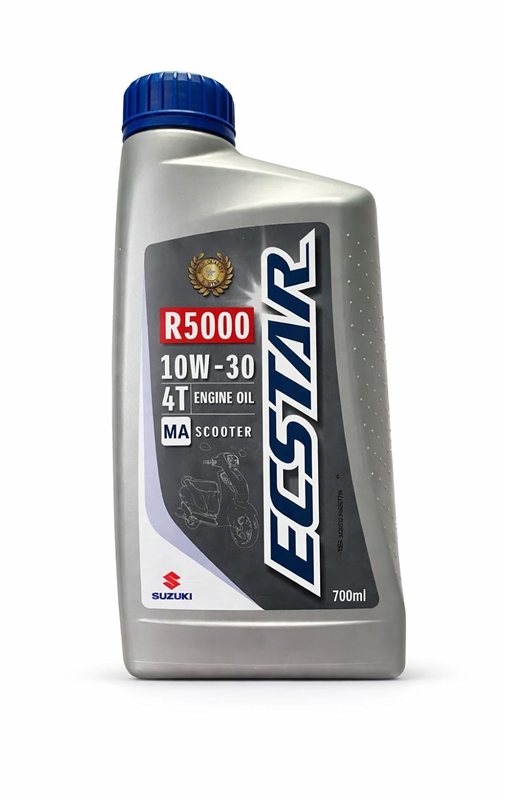 R5000
10W-30
4T ENGINE OIL
MA SCOOTER
ECSTAR
SUZUKI
700ml